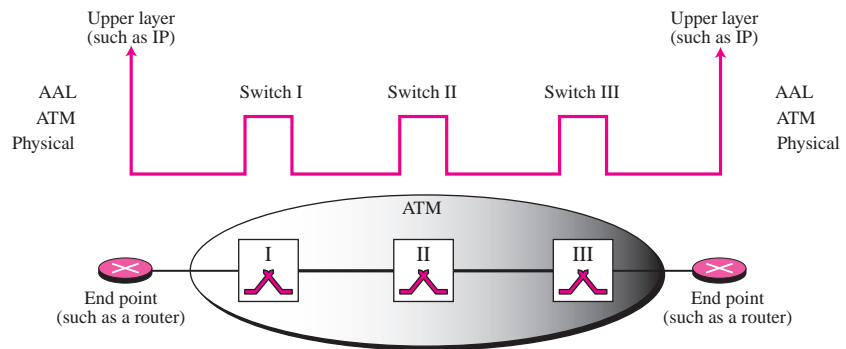 Upper layer
(such as IP)
Upper layer
(such as IP)
AAL
ATM
Physical
Switch I
Switch II
Switch III
AAL
ATM
Physical
ATM
I
II
III
End point
(such as a router)
End point
(such as a router)